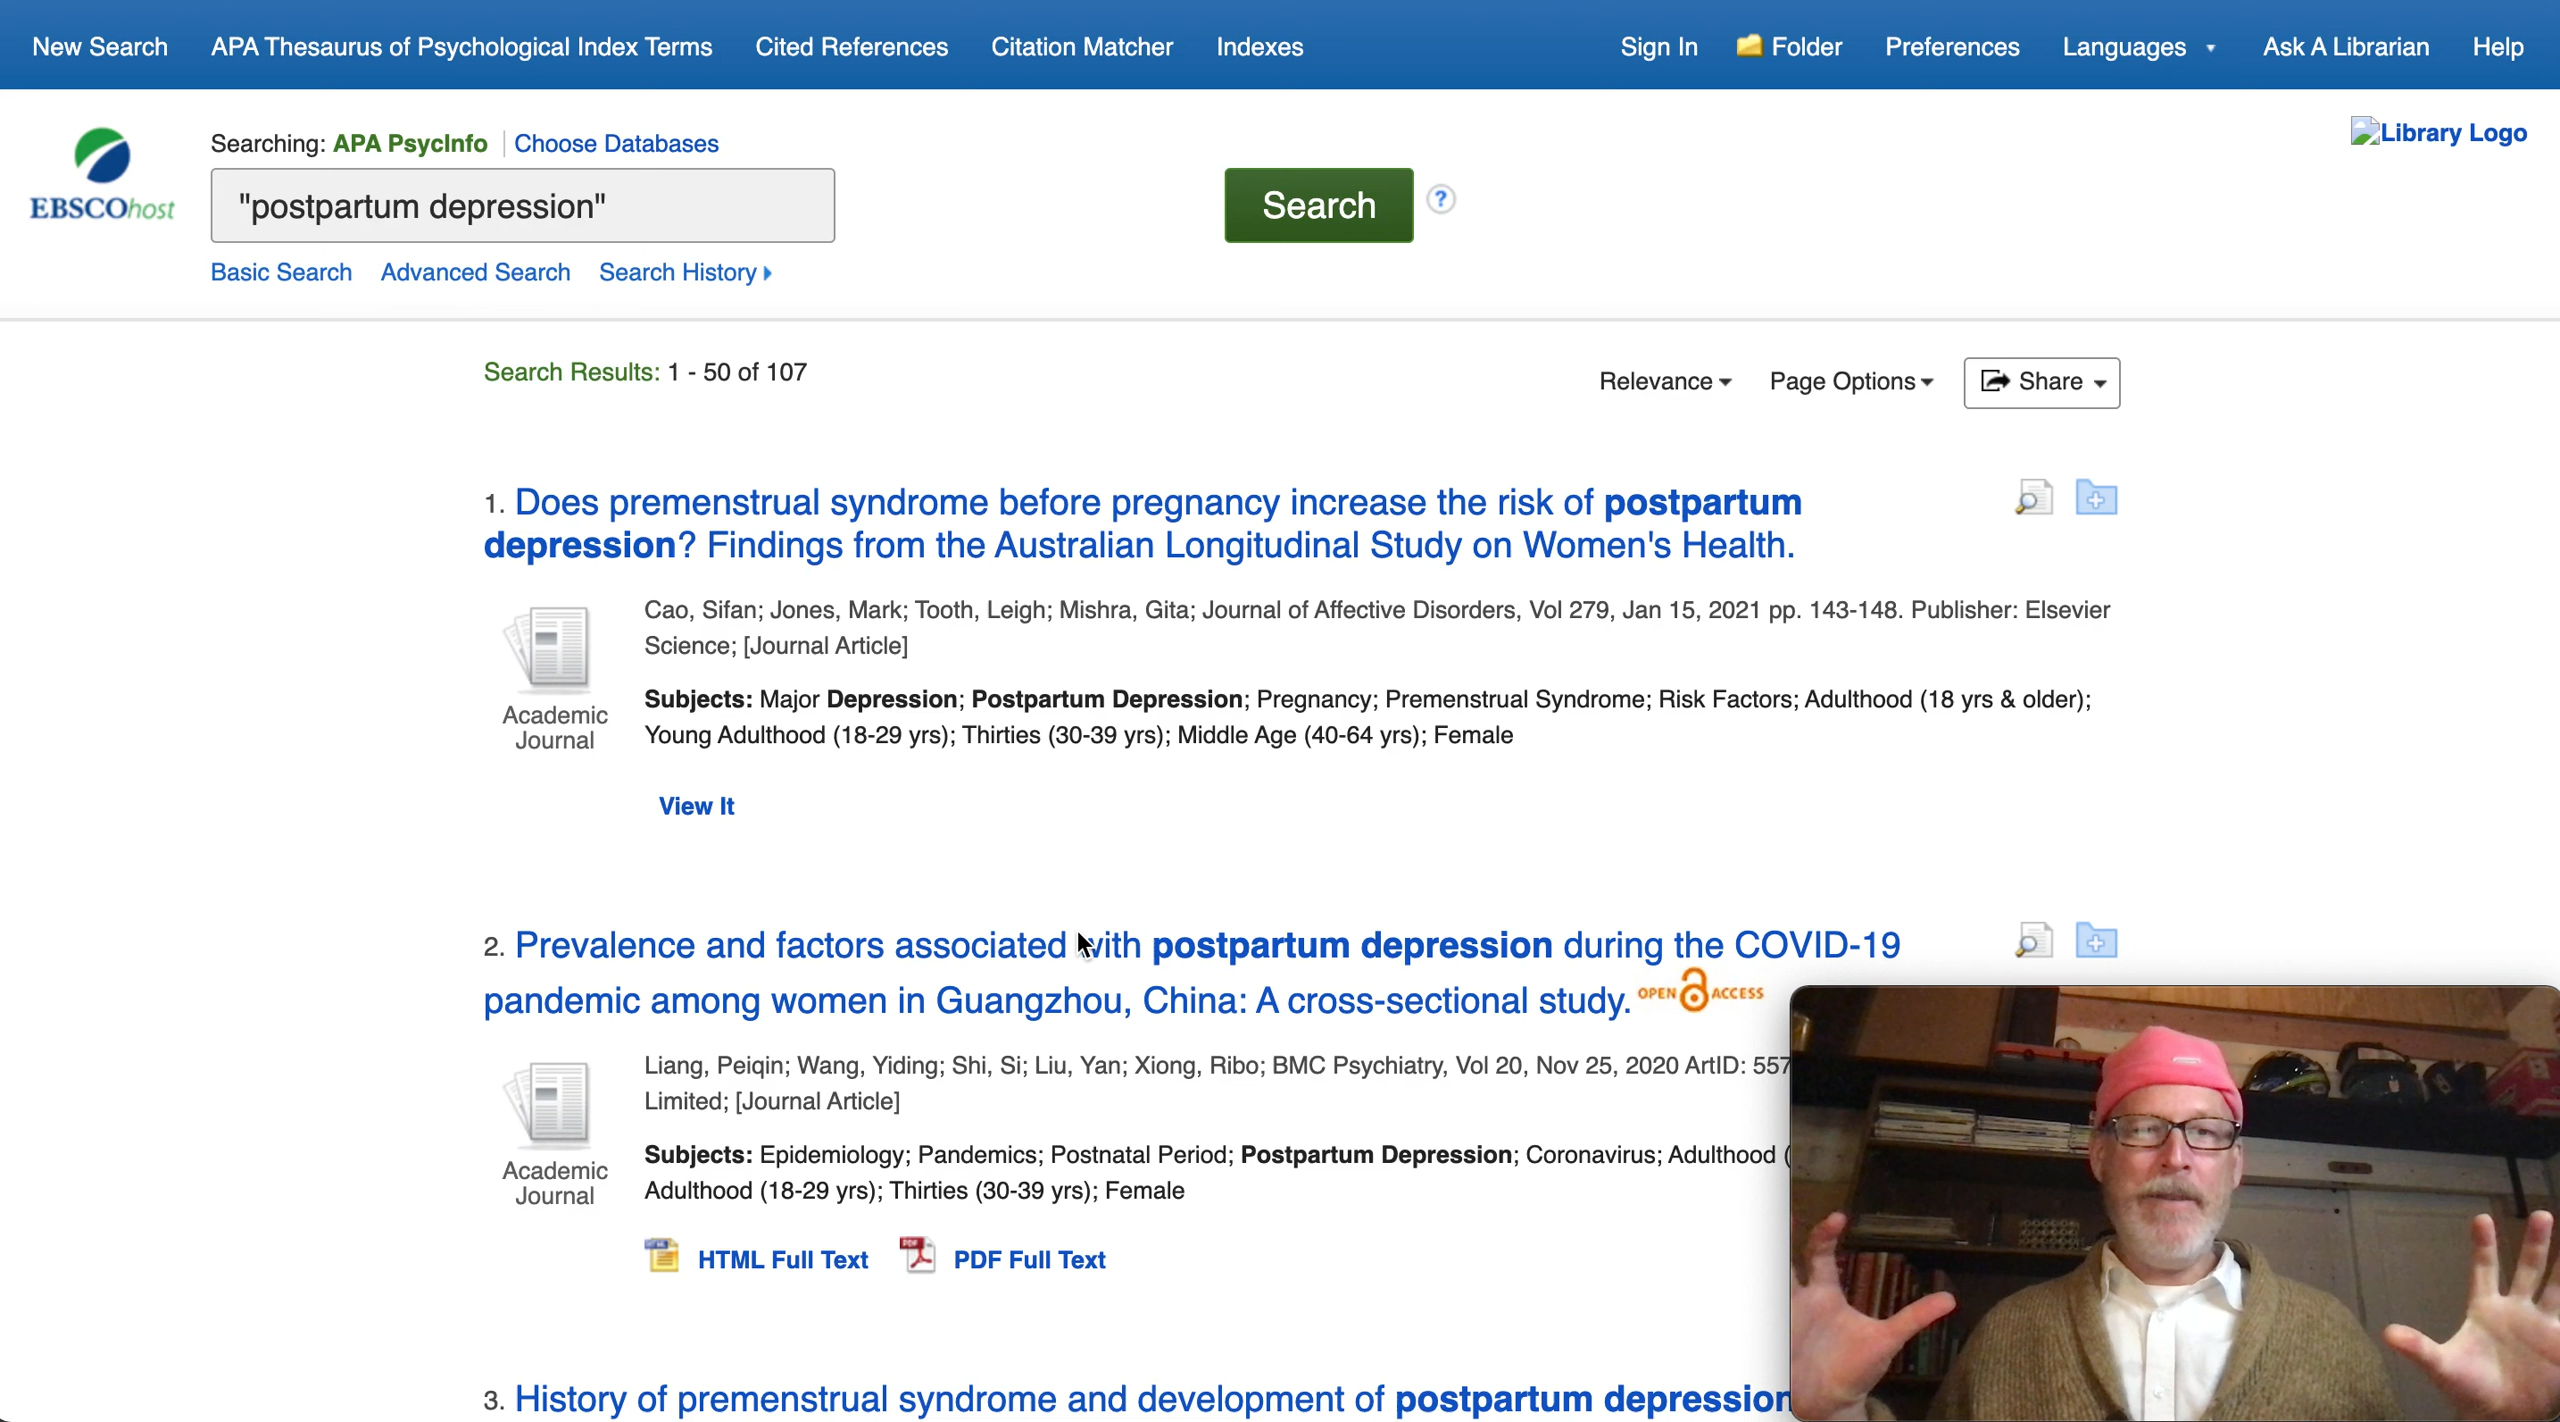 New Search APA Thesaurus of Psychological Index Terms Cited References Citation Matcher Indexes Sign In Folder Preferences Languages Ask A Librarian Help
EBSCOhost
Searching: APA PsycInfo Choose Databases
Library Logo
"postpartum depression"
Search ?
Basic Search Advanced Search Search History
Search Results: 1 - 50 of 107
Relevance Page Options Share
1. Does premenstrual syndrome before pregnancy increase the risk of postpartum
depression? Findings from the Australian Longitudinal Study on Women's Health.
Academic
Journal
Cao, Sifan; Jones, Mark; Tooth, Leigh; Mishra, Gita; Journal of Affective Disorders, Vol 279, Jan 15, 2021 pp. 143-148. Publisher: Elsevier
Science; [Journal Article]
Subjects: Major Depression; Postpartum Depression; Pregnancy; Premenstrual Syndrome; Risk Factors; Adulthood (18 yrs & older);
Young Adulthood (18-29 yrs); Thirties (30-39 yrs); Middle Age (40-64 yrs); Female
View It
2. Prevalence and factors associated with postpartum depression during the COVID-19
pandemic among women in Guangzhou, China: A cross-sectional study. OPEN ACCESS
Academic
Journal
Liang, Peiqin; Wang, Yiding; Shi, Si; Liu, Yan; Xiong, Ribo; BMC Psychiatry, Vol 20, Nov 25, 2020 ArtID: 557
Limited; [Journal Article]
Subjects: Epidemiology; Pandemics; Postnatal Period; Postpartum Depression; Coronavirus; Adulthood (
Adulthood (18-29 yrs); Thirties (30-39 yrs); Female
HTML Full Text PDF Full Text
3. History of premenstrual syndrome and development of postpartum depression